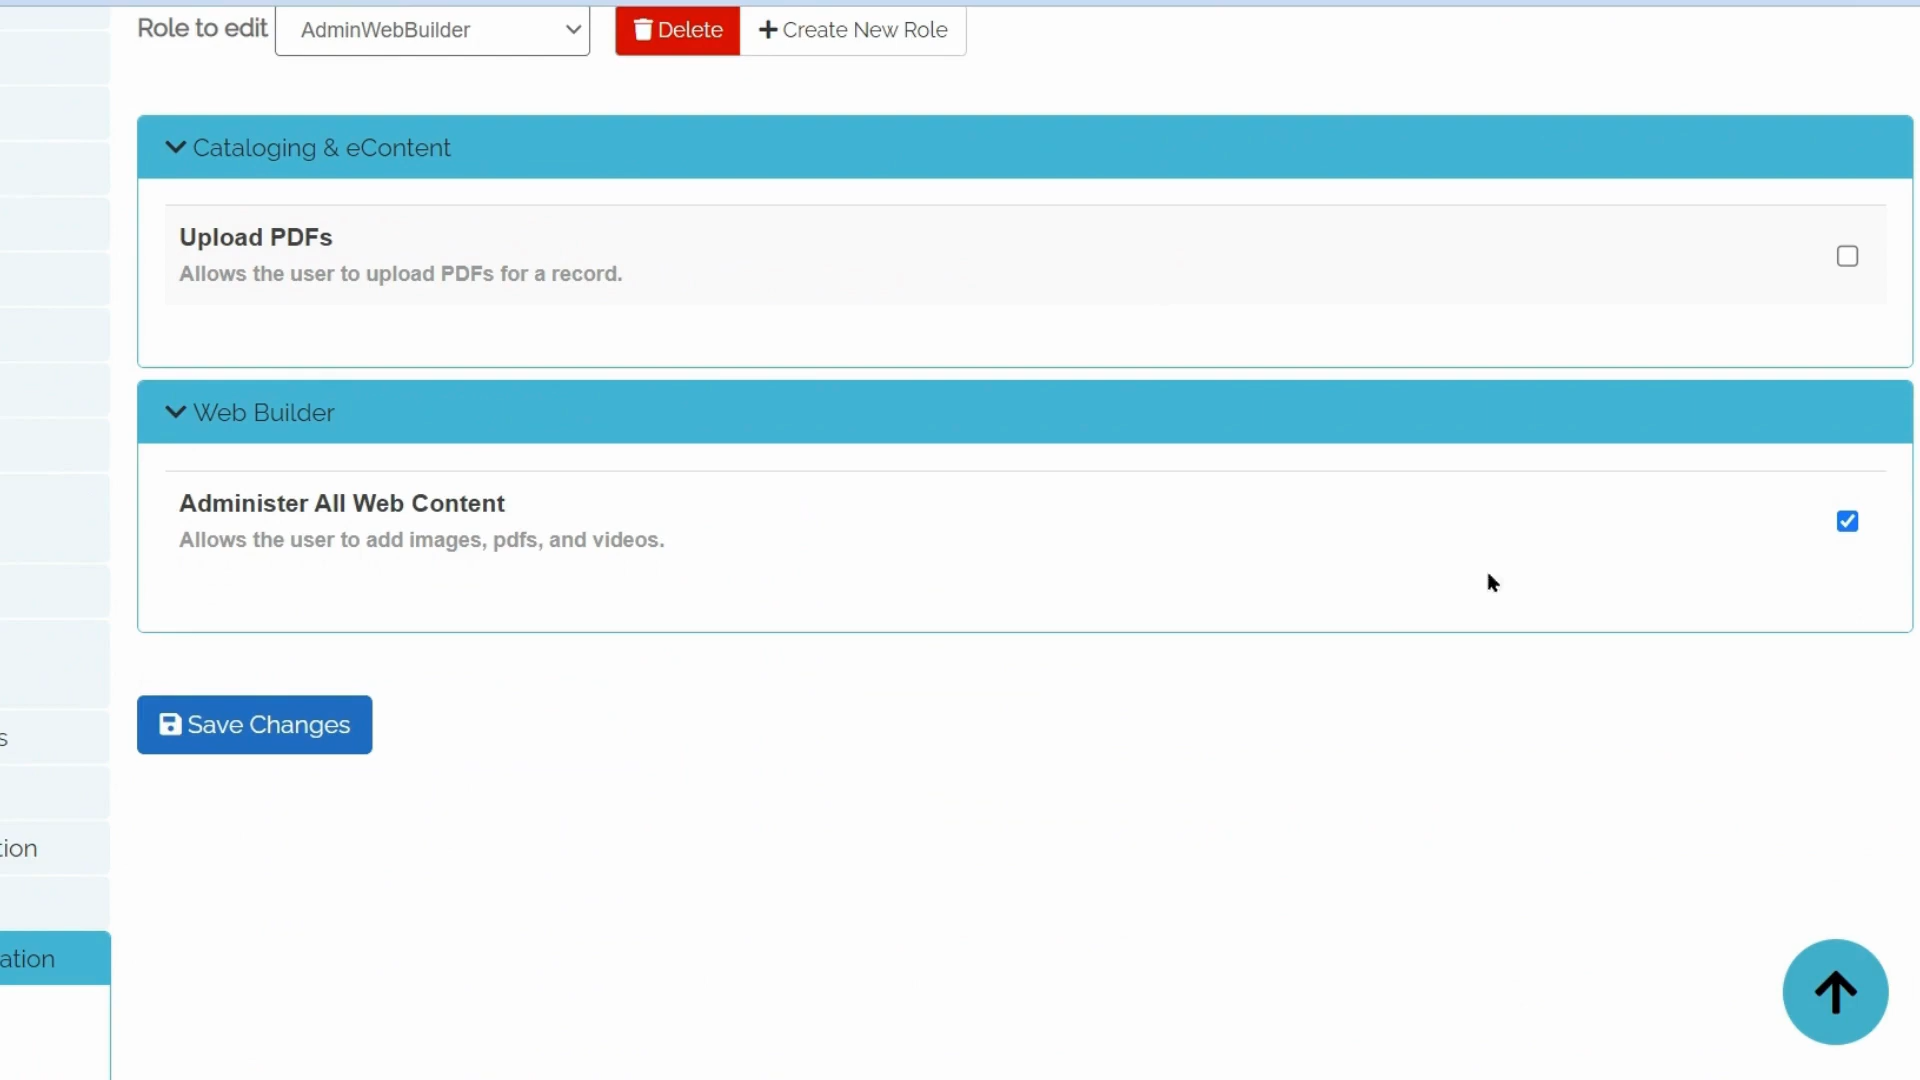 Role to edit AdminWebBuilder Delete Create New Role
Cataloging & eContent
Upload PDFs
Allows the user to upload PDFs for a record.
Web Builder
Administer All Web Content
Allows the user to add images, pdfs, and videos.
Save Changes
s
tion
ation